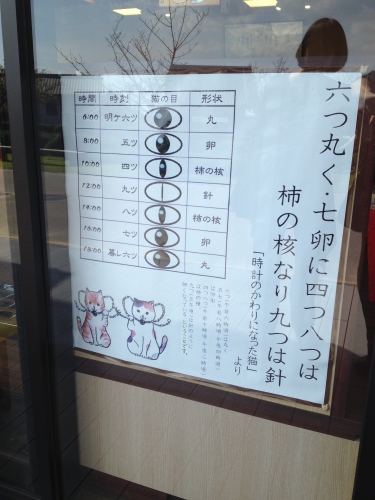 六つ丸く・七卵に四つ八つは
柿の核なり九つは針
「時計のかわりになった猫」より
時間 時刻 猫の目 形状
6:00 明ケ六ツ 丸
8:00 五ツ 卵
10:00 四ツ 柿の核
12:00 九ツ 針
14:00 八ツ 柿の核
16:00 七ツ 卵
18:00 暮レ六ツ 丸